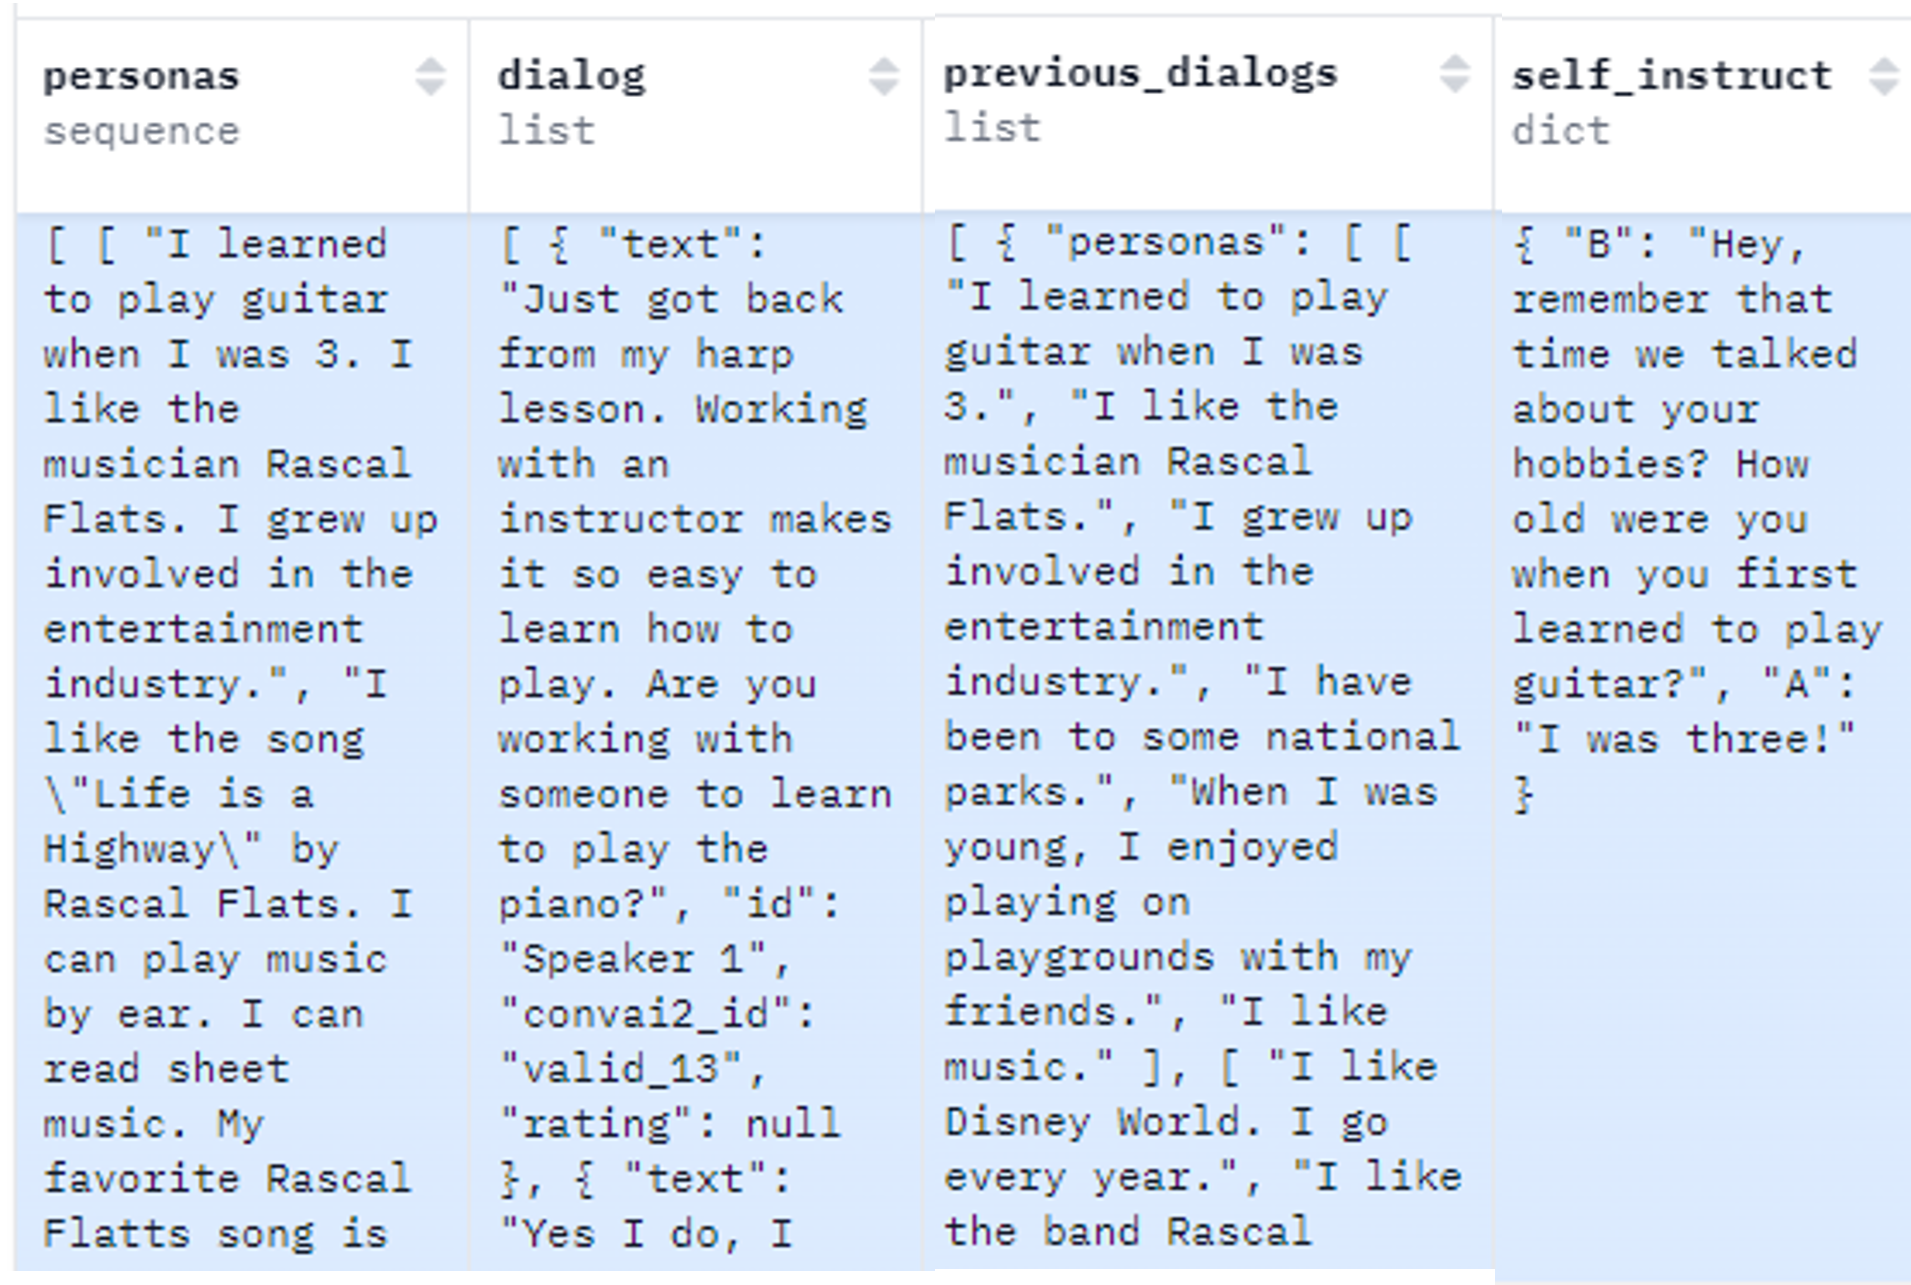 personas
sequence
[ [ "I learned
to play guitar
when I was 3. I
like the
musician Rascal
Flats. I grew up
involved in the
entertainment
industry.", "I
like the song
\"Life is a
Highway\" by
Rascal Flats. I
can play music
by ear. I can
read sheet
music. My
favorite Rascal
Flatts song is
dialog
list
[ { "text":
"Just got back
from my harp
lesson. Working
with an
instructor makes
it so easy to
learn how to
play. Are you
working with
someone to learn
to play the
piano?", "id":
"Speaker 1",
"convai2_id":
"valid_13",
"rating": null
}, { "text":
"Yes I do, I
previous_dialogs
list
[ { "personas": [ [
"I learned to play
guitar when I was
3.", "I like the
musician Rascal
Flats.", "I grew up
involved in the
entertainment
industry.", "I have
been to some national
parks.", "When I was
young, I enjoyed
playing on
playgrounds with my
friends.", "I like
music." ], [ "I like
Disney World. I go
every year.", "I like
the band Rascal
self_instruct
dict
{ "B": "Hey,
remember that
time we talked
about your
hobbies? How
old were you
when you first
learned to play
guitar?", "A":
"I was three!"
}